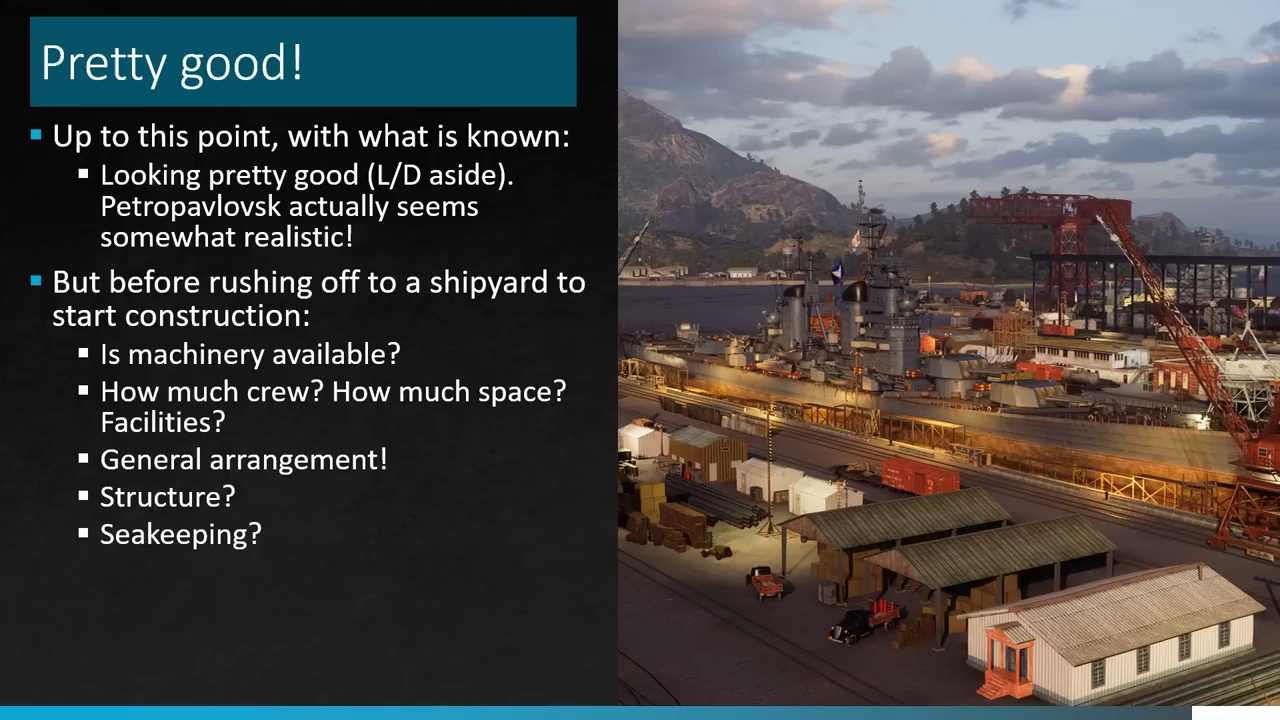 Pretty good!
Up to this point, with what is known:
Looking pretty good (L/D aside).
Petropavlovsk actually seems
somewhat realistic!
But before rushing off to a shipyard to
start construction:
Is machinery available?
How much crew? How much space?
Facilities?
General arrangement!
Structure?
Seakeeping?